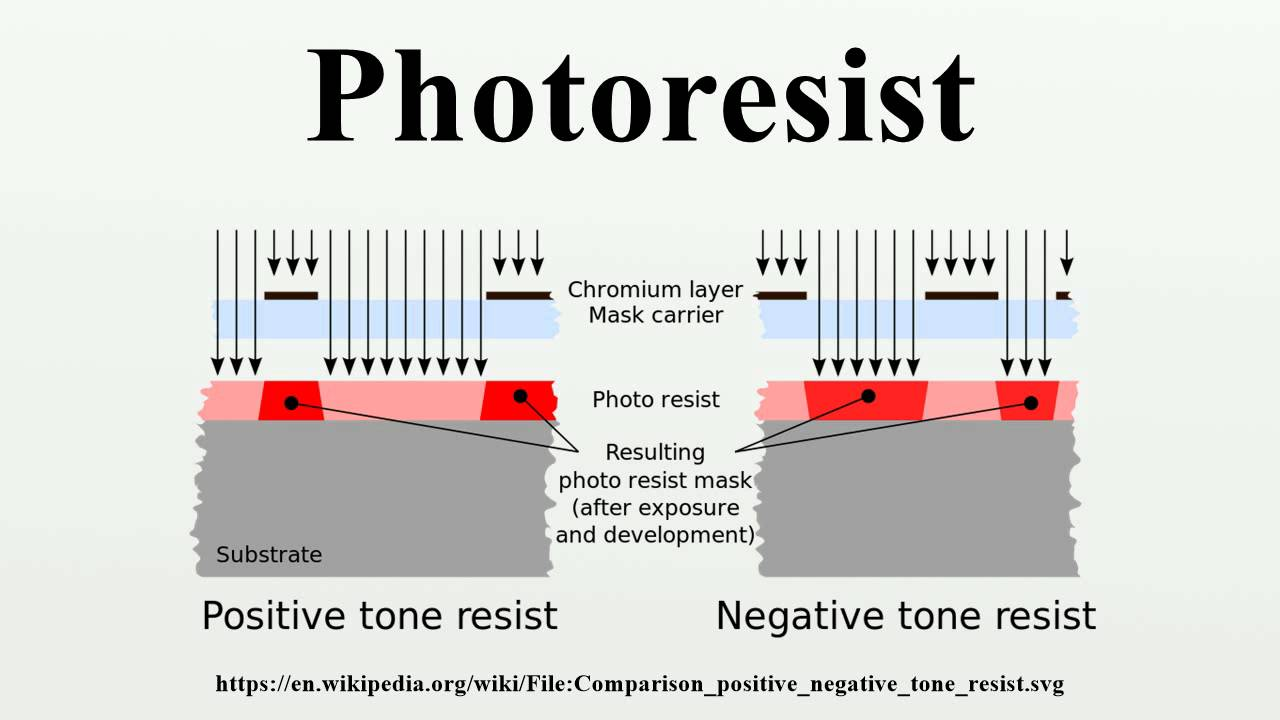 Photoresist
Chromium layer
Mask carrier
Photo resist
Resulting
photo resist mask
(after exposure
and development)
Substrate
Positive tone resist
Negative tone resist
https://en.wikipedia.org/wiki/File:Comparison_positive_negative_tone_resist.svg